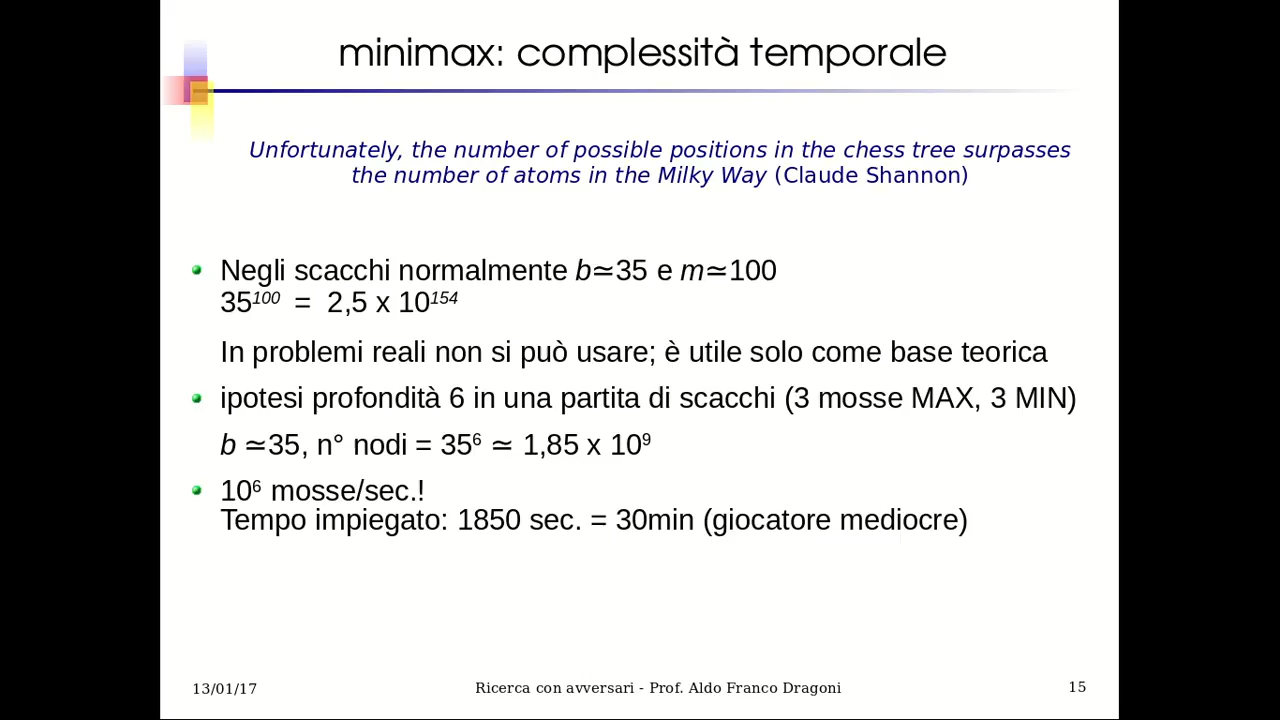 minimax: complessità temporale
Unfortunately, the number of possible positions in the chess tree surpasses
the number of atoms in the Milky Way (Claude Shannon)
Negli scacchi normalmente b≃35 e m≃100
35¹⁰⁰ = 2,5 x 10¹⁵⁴
In problemi reali non si può usare; è utile solo come base teorica
ipotesi profondità 6 in una partita di scacchi (3 mosse MAX, 3 MIN)
b ≃35, n° nodi = 35⁶ ≃ 1,85 x 10⁹
10⁶ mosse/sec.!
Tempo impiegato: 1850 sec. = 30min (giocatore mediocre)
13/01/17
Ricerca con avversari - Prof. Aldo Franco Dragoni
15